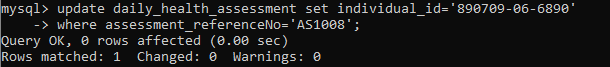 mysql> update daily_health_assessment set individual_id='890709-06-6890'
    -> where assessment_referenceNo='AS1008';
Query OK, 0 rows affected (0.00 sec)
Rows matched: 1  Changed: 0  Warnings: 0